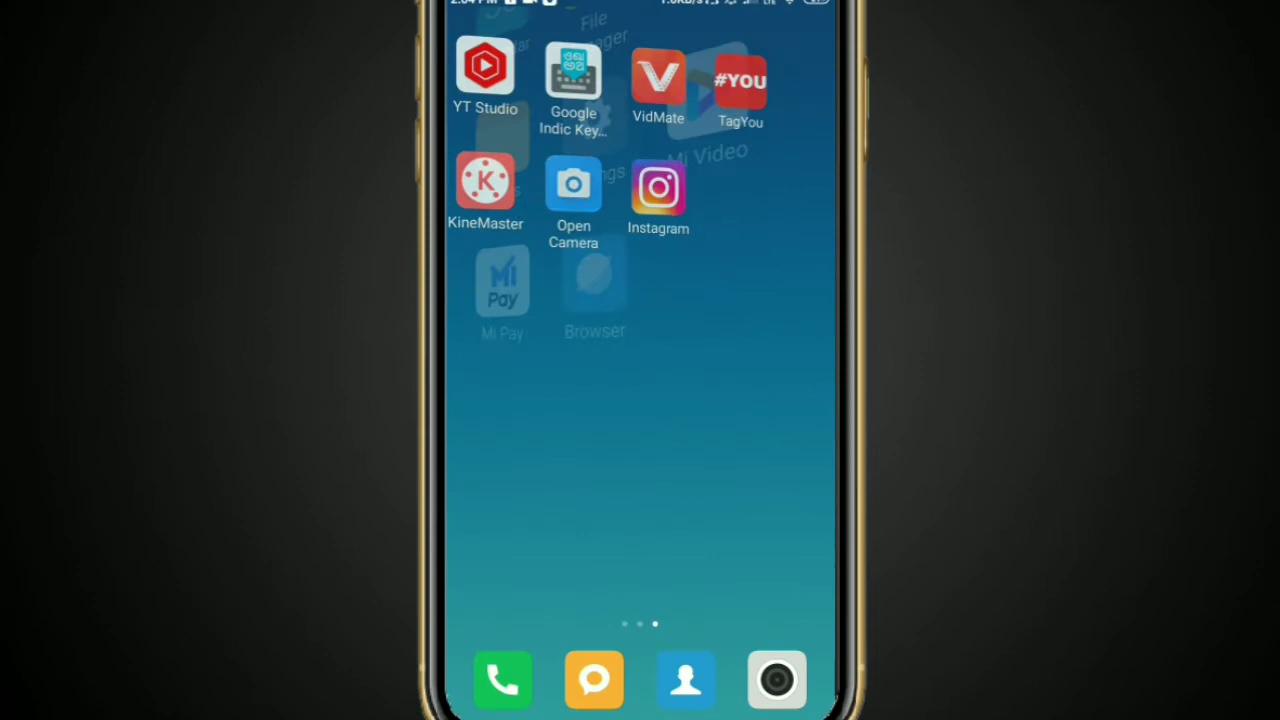 File
YT Studio
Google
Indic Key...
VidMate
#YOU
TagYou
Mi Video
KineMaster
Open
Camera
Instagram
Mi
Pay
Mi Pay
Browser